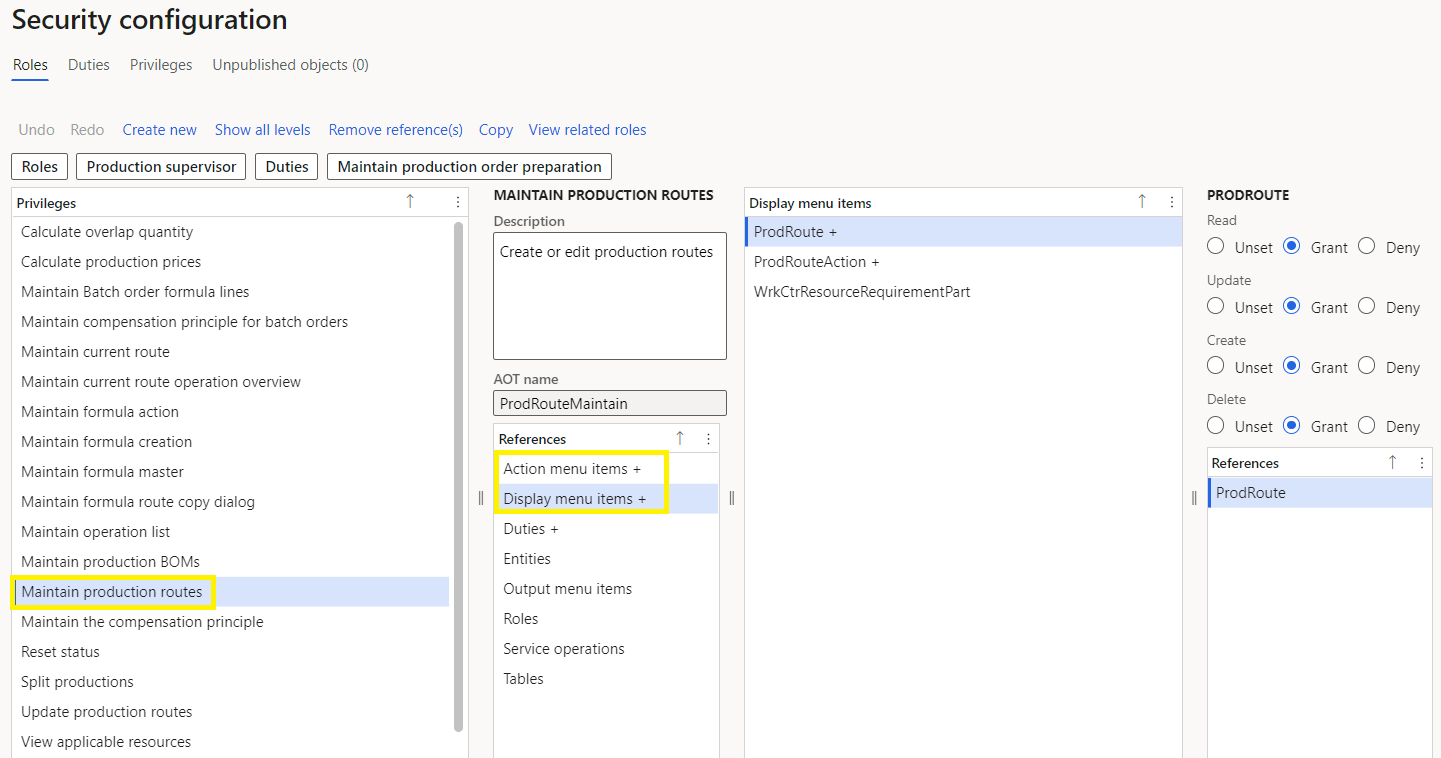 Security configuration
Roles Duties Privileges Unpublished objects (0)
Undo Redo Create new Show all levels Remove reference(s) Copy View related roles
Roles Production supervisor Duties Maintain production order preparation
Privileges
Calculate overlap quantity
Calculate production prices
Maintain Batch order formula lines
Maintain compensation principle for batch orders
Maintain current route
Maintain current route operation overview
Maintain formula action
Maintain formula creation
Maintain formula master
Maintain formula route copy dialog
Maintain operation list
Maintain production BOMs
Maintain production routes
Maintain the compensation principle
Reset status
Split productions
Update production routes
View applicable resources
MAINTAIN PRODUCTION ROUTES
Description
Create or edit production routes
AOT name
ProdRouteMaintain
References
Action menu items +
Display menu items +
Duties +
Entities
Output menu items
Roles
Service operations
Tables
Display menu items
ProdRoute +
ProdRouteAction +
WrkCtrResourceRequirementPart
PRODROUTE
Read
Unset Grant Deny
Update
Unset Grant Deny
Create
Unset Grant Deny
Delete
Unset Grant Deny
References
ProdRoute